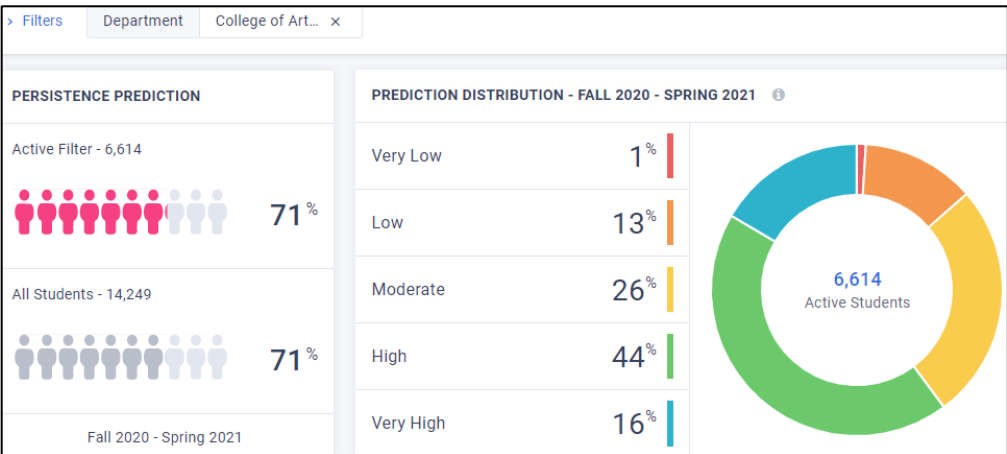 > Filters Department College of Art... ×
PERSISTENCE PREDICTION
Active Filter - 6,614
71%
All Students - 14,249
71%
Fall 2020 - Spring 2021
PREDICTION DISTRIBUTION - FALL 2020 - SPRING 2021 i
Very Low 1%
Low 13%
Moderate 26%
High 44%
Very High 16%
6,614
Active Students